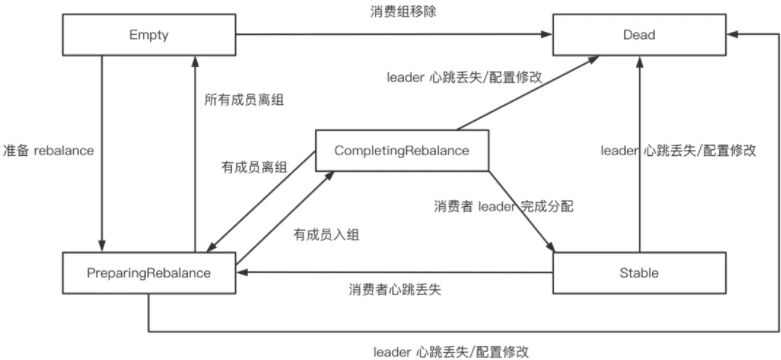 消费组移除
Empty
Dead
leader 心跳丢失/配置修改
所有成员离组
准备 rebalance
CompletingRebalance
leader 心跳丢失/配置修改
有成员离组
消费者 leader 完成分配
有成员入组
PreparingRebalance
Stable
消费者心跳丢失
leader 心跳丢失/配置修改